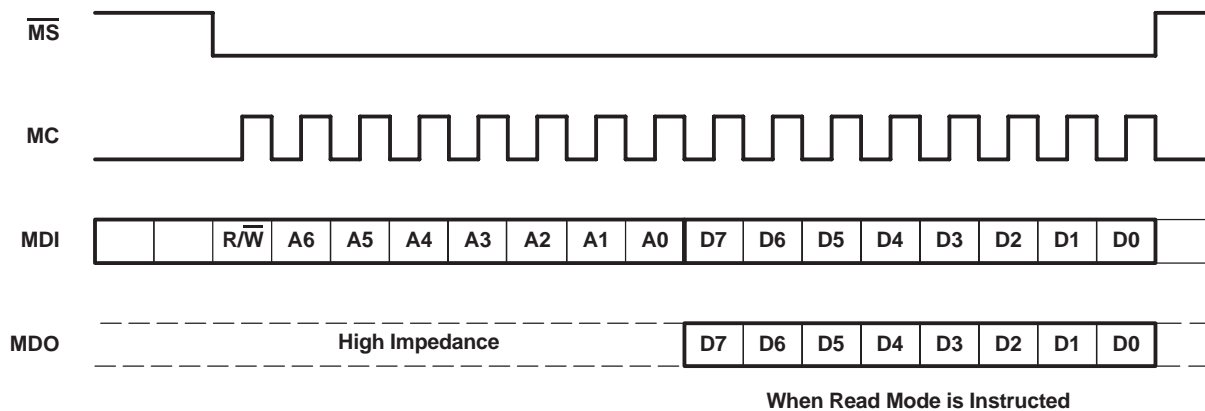 M̅S̅
MC
MDI R/W̅ A6 A5 A4 A3 A2 A1 A0 D7 D6 D5 D4 D3 D2 D1 D0
MDO High Impedance D7 D6 D5 D4 D3 D2 D1 D0
When Read Mode is Instructed